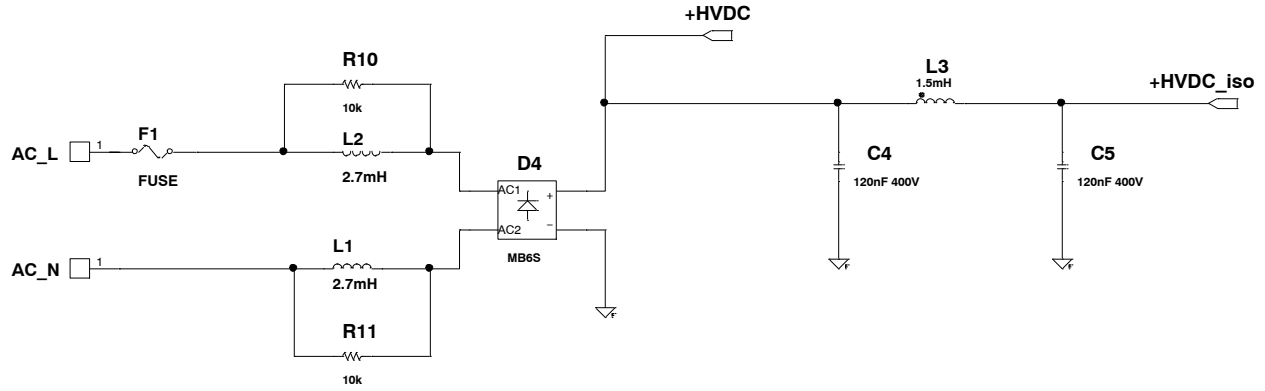 +HVDC
R10
10k
L3
1.5mH
+HVDC_iso
AC_L
1
F1
FUSE
L2
2.7mH
D4
AC1
+
AC2
-
MB6S
C4
120nF 400V
C5
120nF 400V
AC_N
1
L1
2.7mH
R11
10k
F
F
F